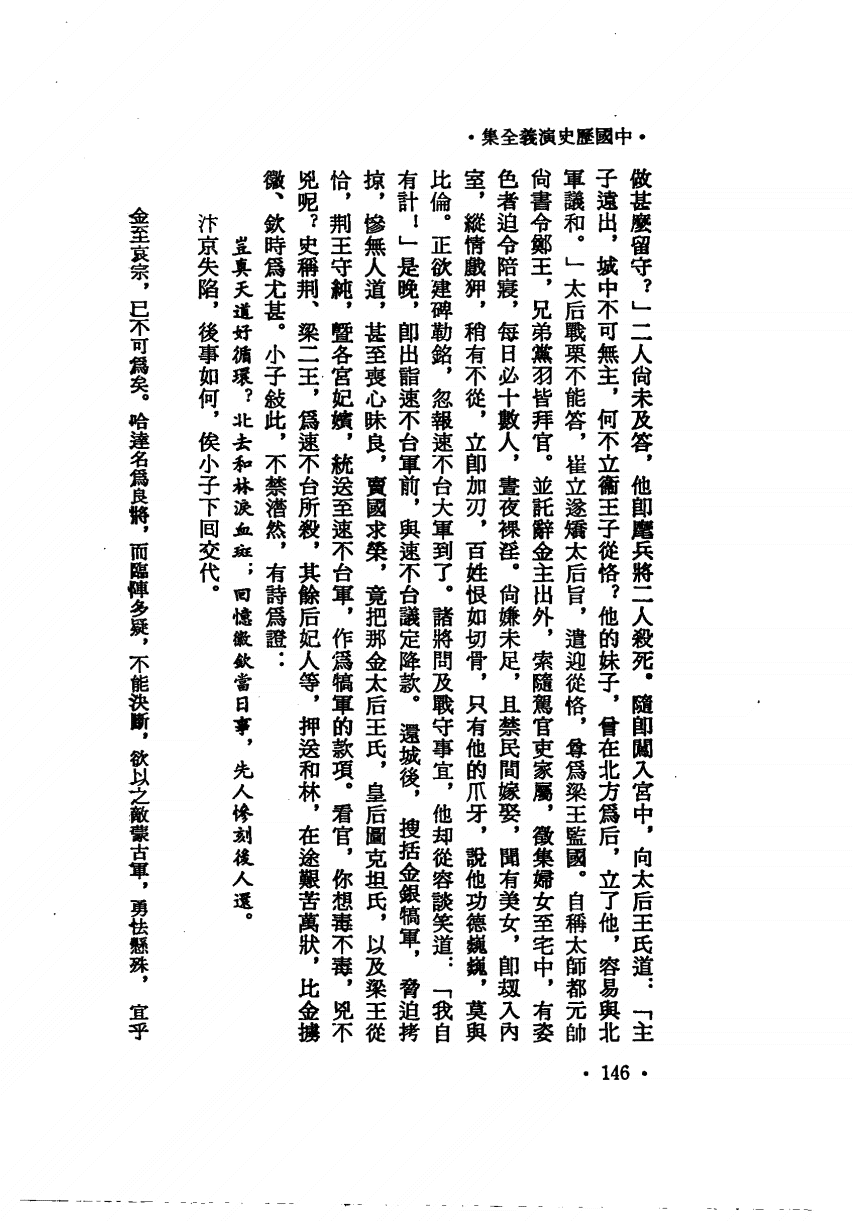 ・中國歷史演義全集・
做甚麼留守？」二人尙未及答，他卽麾兵將二人殺死。隨卽闖入宮中，向太后王氏道：「主
子遠出，城中不可無主，何不立衞王子從恪？他的妹子，曾在北方爲后，立了他，容易與北
軍議和。」太后戰栗不能答，崔立遂矯太后旨，遣迎從恪，尊爲梁王監國。自稱太師都元帥
尙書令鄭王，兄弟黨羽皆拜官。並託辭金主出外，索隨駕官吏家屬，徵集婦女至宅中，有姿
色者迫令陪寢，每日必十數人，晝夜裸淫。尙嫌未足，且禁民間嫁娶，聞有美女，卽刼入內
室，縱情戲狎，稍有不從，立卽加刃，百姓恨如切骨，只有他的爪牙，說他功德巍巍，莫與
比倫。正欲建碑勒銘，忽報速不台大軍到了。諸將問及戰守事宜，他却從容談笑道：「我自
有計！」是晚，卽出詣速不台軍前，與速不台議定降款。還城後，搜括金銀犒軍，脅迫拷
掠，慘無人道，甚至喪心昧良，賣國求榮，竟把那金太后王氏，皇后圖克坦氏，以及梁王從
恰，荆王守純，暨各宮妃嬪，統送至速不台軍，作爲犒軍的款項。看官，你想毒不毒，兇不
兇呢？史稱荆、梁二王，爲速不台所殺，其餘后妃人等，押送和林，在途艱苦萬狀，比金擄
徽、欽時爲尤甚。小子敍此，不禁潸然，有詩爲證：
豈真天道好循環？北去和林淚血斑；回憶徽欽當日事，先人慘刻後人還。
汴京失陷，後事如何，俟小子下回交代。
金至哀宗，已不可爲矣。哈達名爲良將，而臨陣多疑，不能決斷，欲以之敵蒙古軍，勇怯懸殊，宜乎
・146・